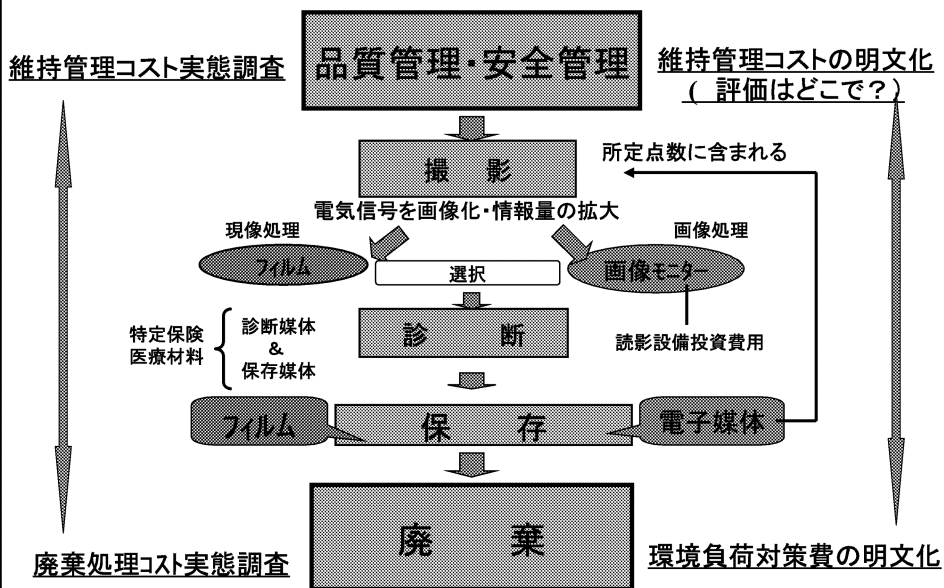 品質管理・安全管理
維持管理コスト実態調査
維持管理コストの明文化
( 評価はどこで？)
撮 影
所定点数に含まれる
電気信号を画像化・情報量の拡大
現像処理
画像処理
フィルム
選択
画像モニター
特定保険
医療材料
診断媒体
&
保存媒体
診 断
読影設備投資費用
フィルム
保 存
電子媒体
廃 棄
廃棄処理コスト実態調査
環境負荷対策費の明文化